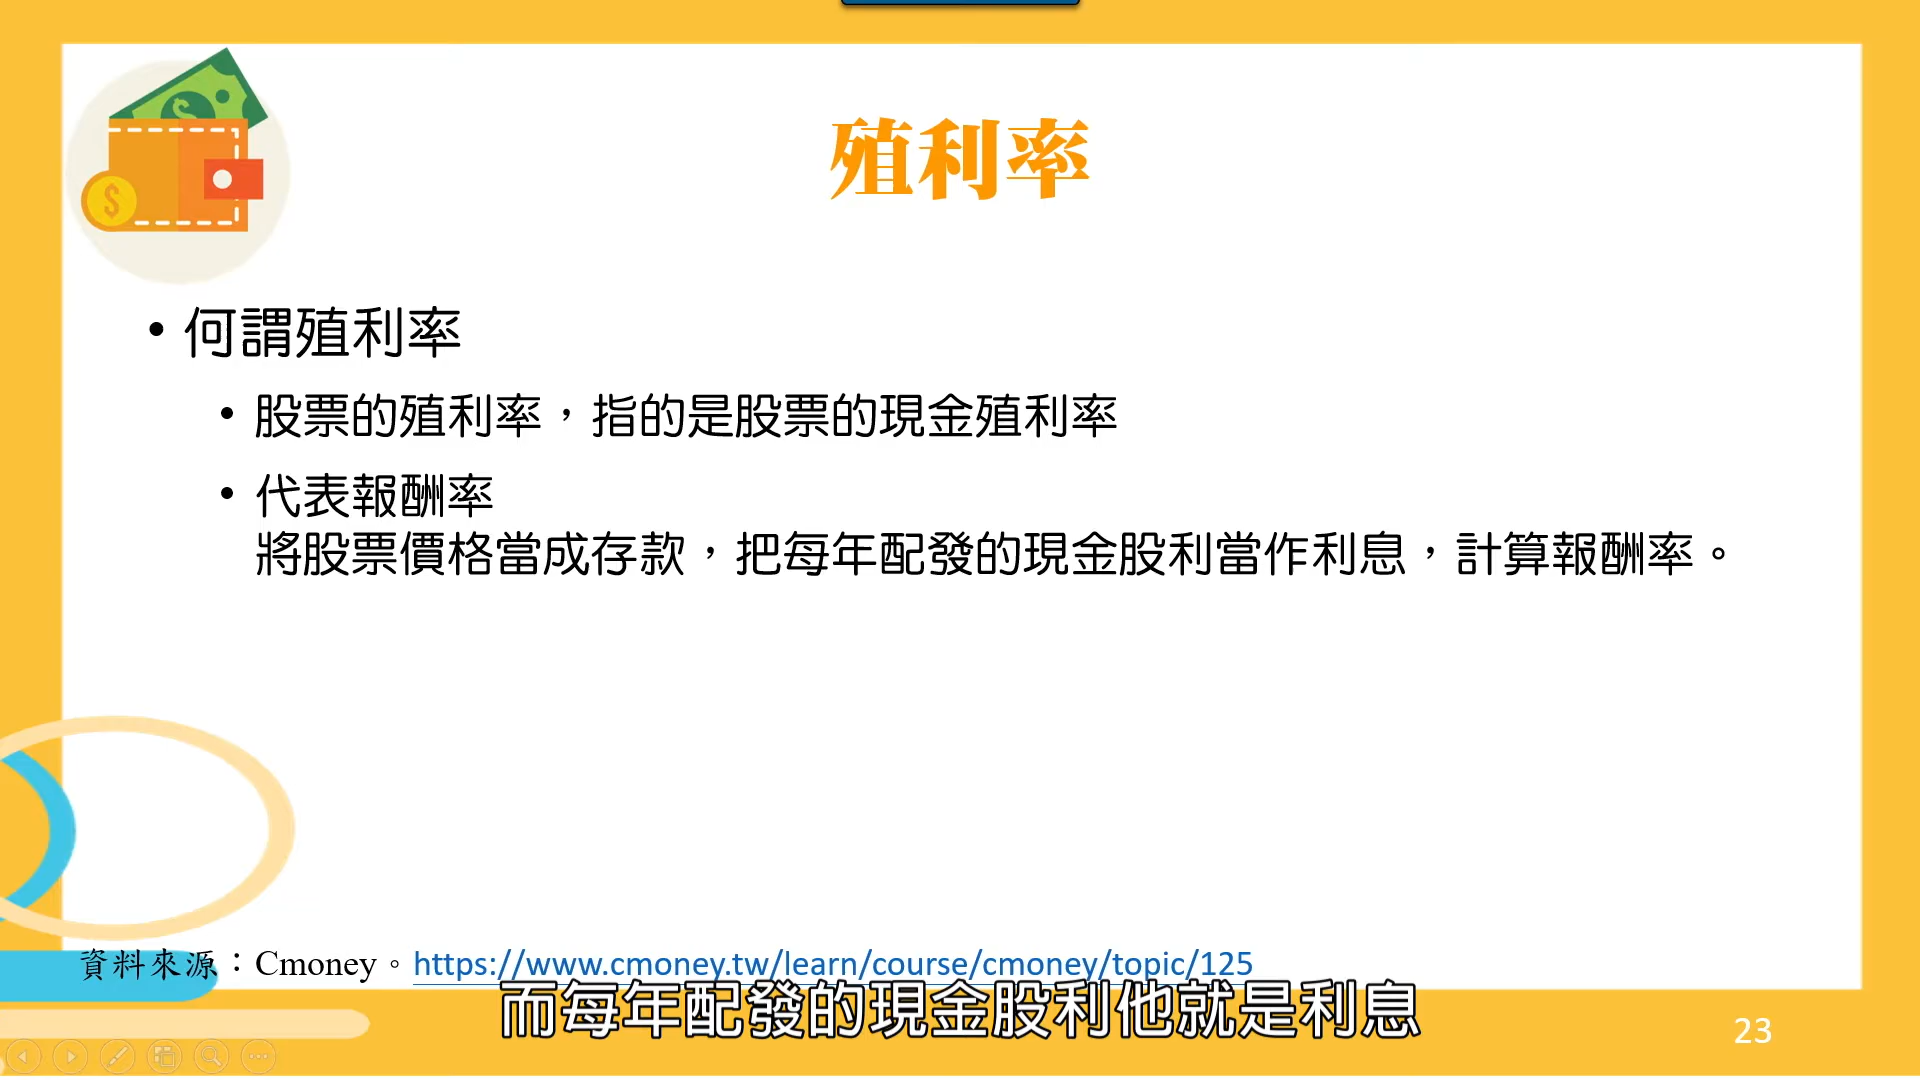 殖利率
• 何謂殖利率
• 股票的殖利率，指的是股票的現金殖利率
• 代表報酬率
將股票價格當成存款，把每年配發的現金股利當作利息，計算報酬率。
資料來源：Cmoney。https://www.cmoney.tw/learn/course/cmoney/topic/125
而每年配發的現金股利他就是利息
23